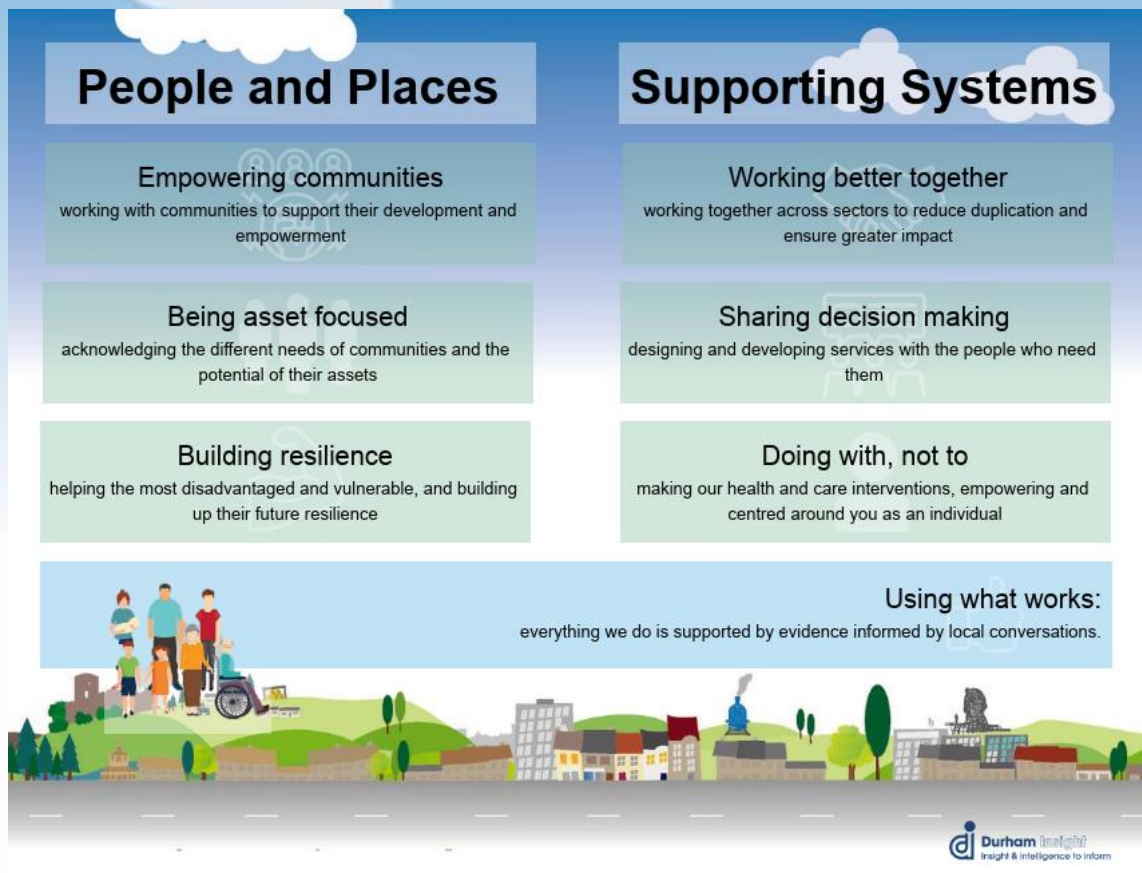 People and Places
Empowering communities
working with communities to support their development and
empowerment
Being asset focused
acknowledging the different needs of communities and the
potential of their assets
Building resilience
helping the most disadvantaged and vulnerable, and building
up their future resilience
Supporting Systems
Working better together
working together across sectors to reduce duplication and
ensure greater impact
Sharing decision making
designing and developing services with the people who need
them
Doing with, not to
making our health and care interventions, empowering and
centred around you as an individual
Using what works:
everything we do is supported by evidence informed by local conversations.
Durham Insight
Insight & intelligence to inform